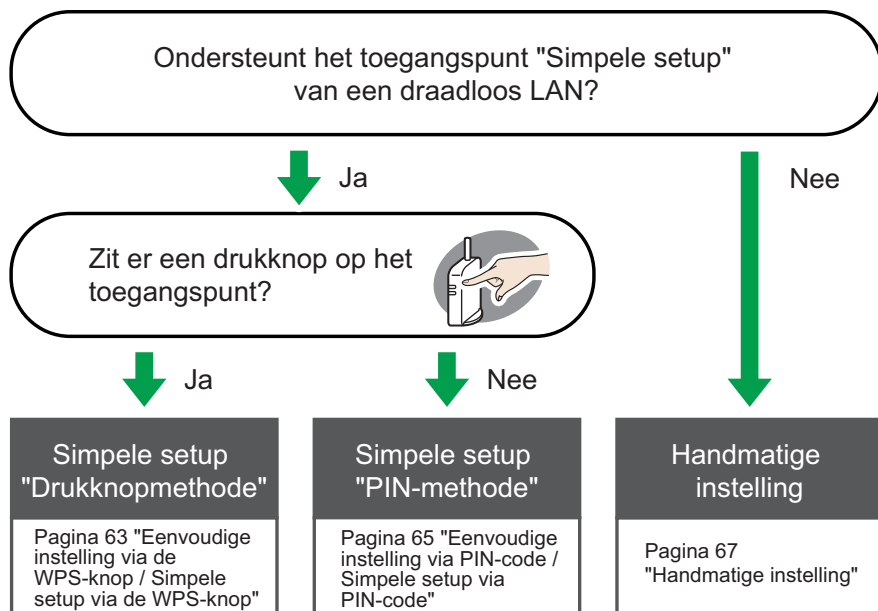 Ondersteunt het toegangspunt "Simpele setup"
van een draadloos LAN?
Ja
Nee
Zit er een drukknop op het
toegangspunt?
Ja
Nee
Simpele setup
"Drukknopmethode"
Pagina 63 "Eenvoudige
instelling via de
WPS-knop / Simpele
setup via de WPS-knop"
Simpele setup
"PIN-methode"
Pagina 65 "Eenvoudige
instelling via PIN-code /
Simpele setup via
PIN-code"
Handmatige
instelling
Pagina 67
"Handmatige instelling"